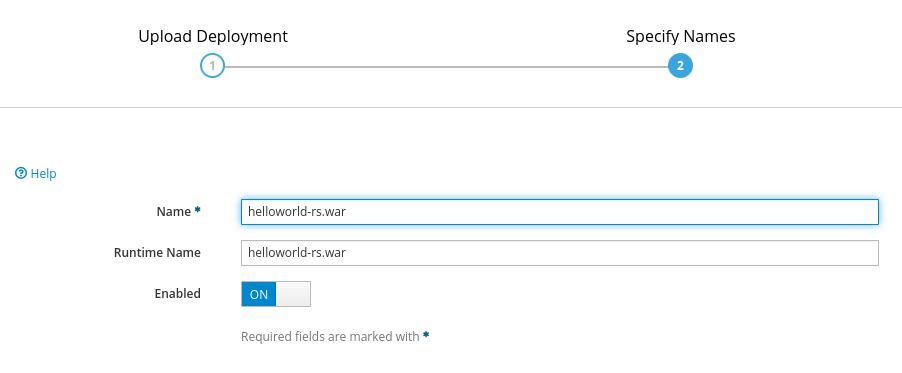 Upload Deployment
Specify Names
1
2
Help
Name *
helloworld-rs.war
Runtime Name
helloworld-rs.war
Enabled
ON
Required fields are marked with *